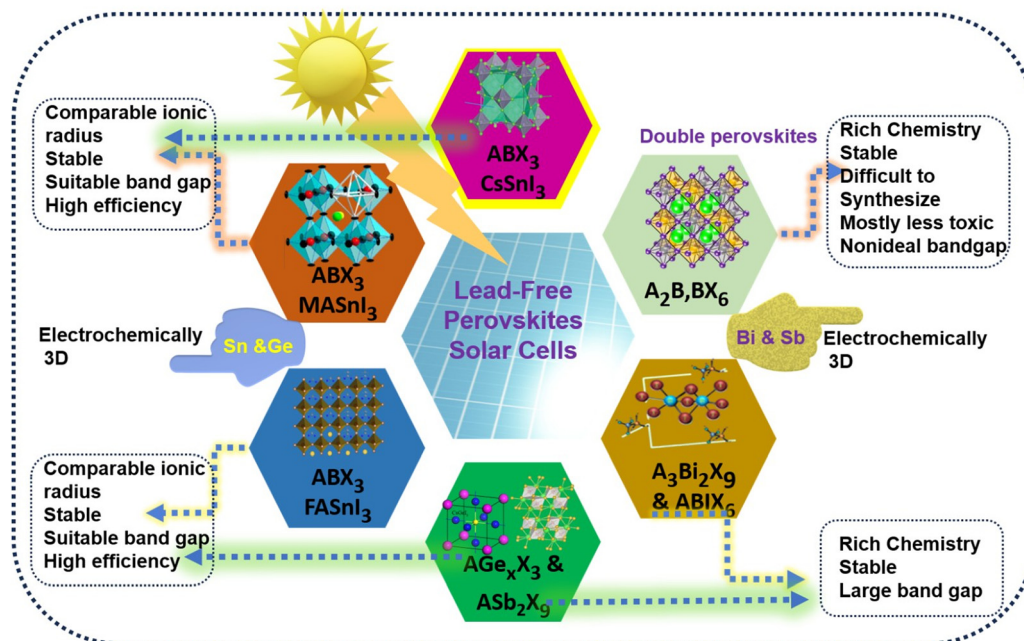 Comparable ionic
radius
Stable
Suitable band gap
High efficiency
ABX₃
CsSnI₃
Double perovskites
Rich Chemistry
Stable
Difficult to
Synthesize
Mostly less toxic
Nonideal bandgap
ABX₃
MASnI₃
A₂B,BX₆
Lead-Free
Perovskites
Solar Cells
Electrochemically
3D
Sn &Ge
Bi & Sb
Electrochemically
3D
ABX₃
FASnI₃
A₃Bi₂X₉
& ABIX₆
Comparable ionic
radius
Stable
Suitable band gap
High efficiency
AGeₓX₃ &
ASb₂X₉
Rich Chemistry
Stable
Large band gap